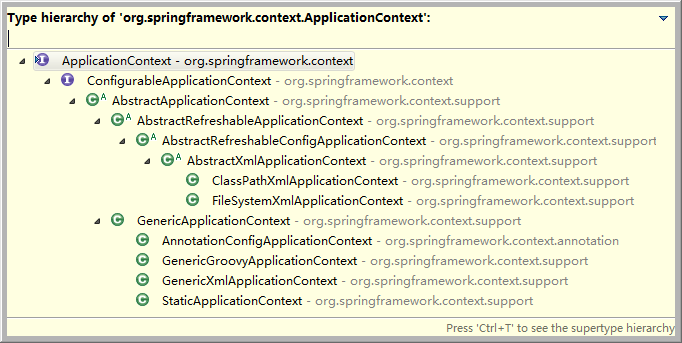 Type hierarchy of 'org.springframework.context.ApplicationContext':
ApplicationContext - org.springframework.context
ConfigurableApplicationContext - org.springframework.context
AbstractApplicationContext - org.springframework.context.support
AbstractRefreshableApplicationContext - org.springframework.context.support
AbstractRefreshableConfigApplicationContext - org.springframework.context.support
AbstractXmlApplicationContext - org.springframework.context.support
ClassPathXmlApplicationContext - org.springframework.context.support
FileSystemXmlApplicationContext - org.springframework.context.support
GenericApplicationContext - org.springframework.context.support
AnnotationConfigApplicationContext - org.springframework.context.annotation
GenericGroovyApplicationContext - org.springframework.context.support
GenericXmlApplicationContext - org.springframework.context.support
StaticApplicationContext - org.springframework.context.support
Press 'Ctrl+T' to see the supertype hierarchy